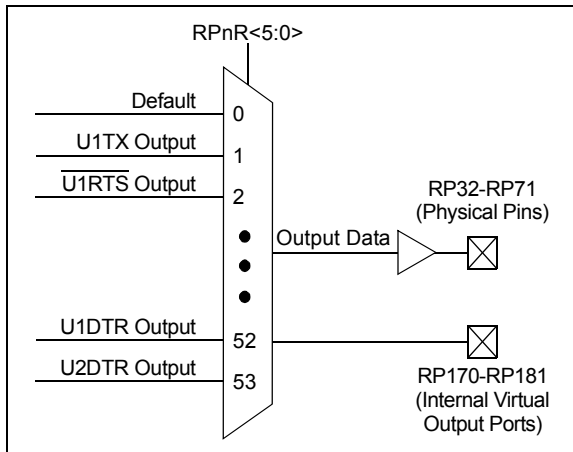 RPnR<5:0>
Default
0
U1TX Output
1
U1RTS Output
2
RP32-RP71
(Physical Pins)
Output Data
U1DTR Output
52
U2DTR Output
53
RP170-RP181
(Internal Virtual
Output Ports)